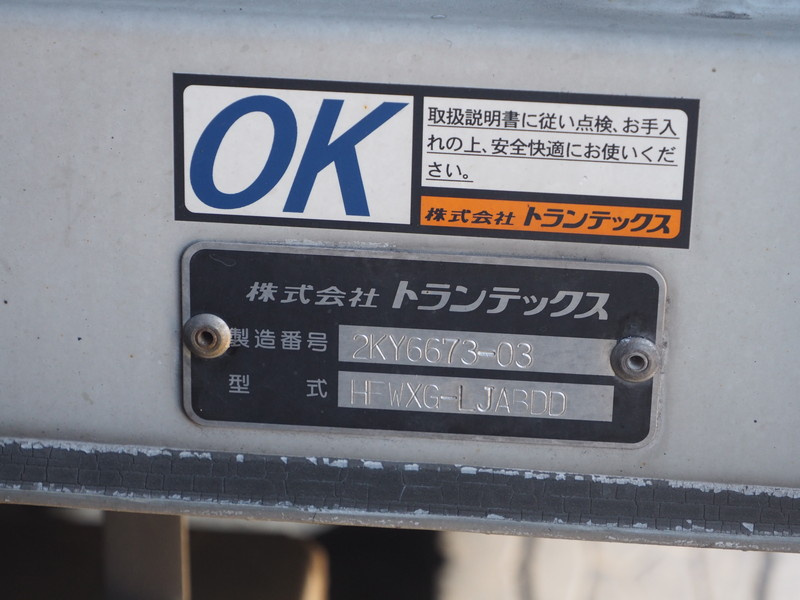 OK
取扱説明書に従い点検、お手入
れの上、安全快適にお使いくだ
さい。
株式会社 トランテックス
株式会社 トランテックス
製造番号 2KY6673-03
型 式 HFWXG-LJABDD